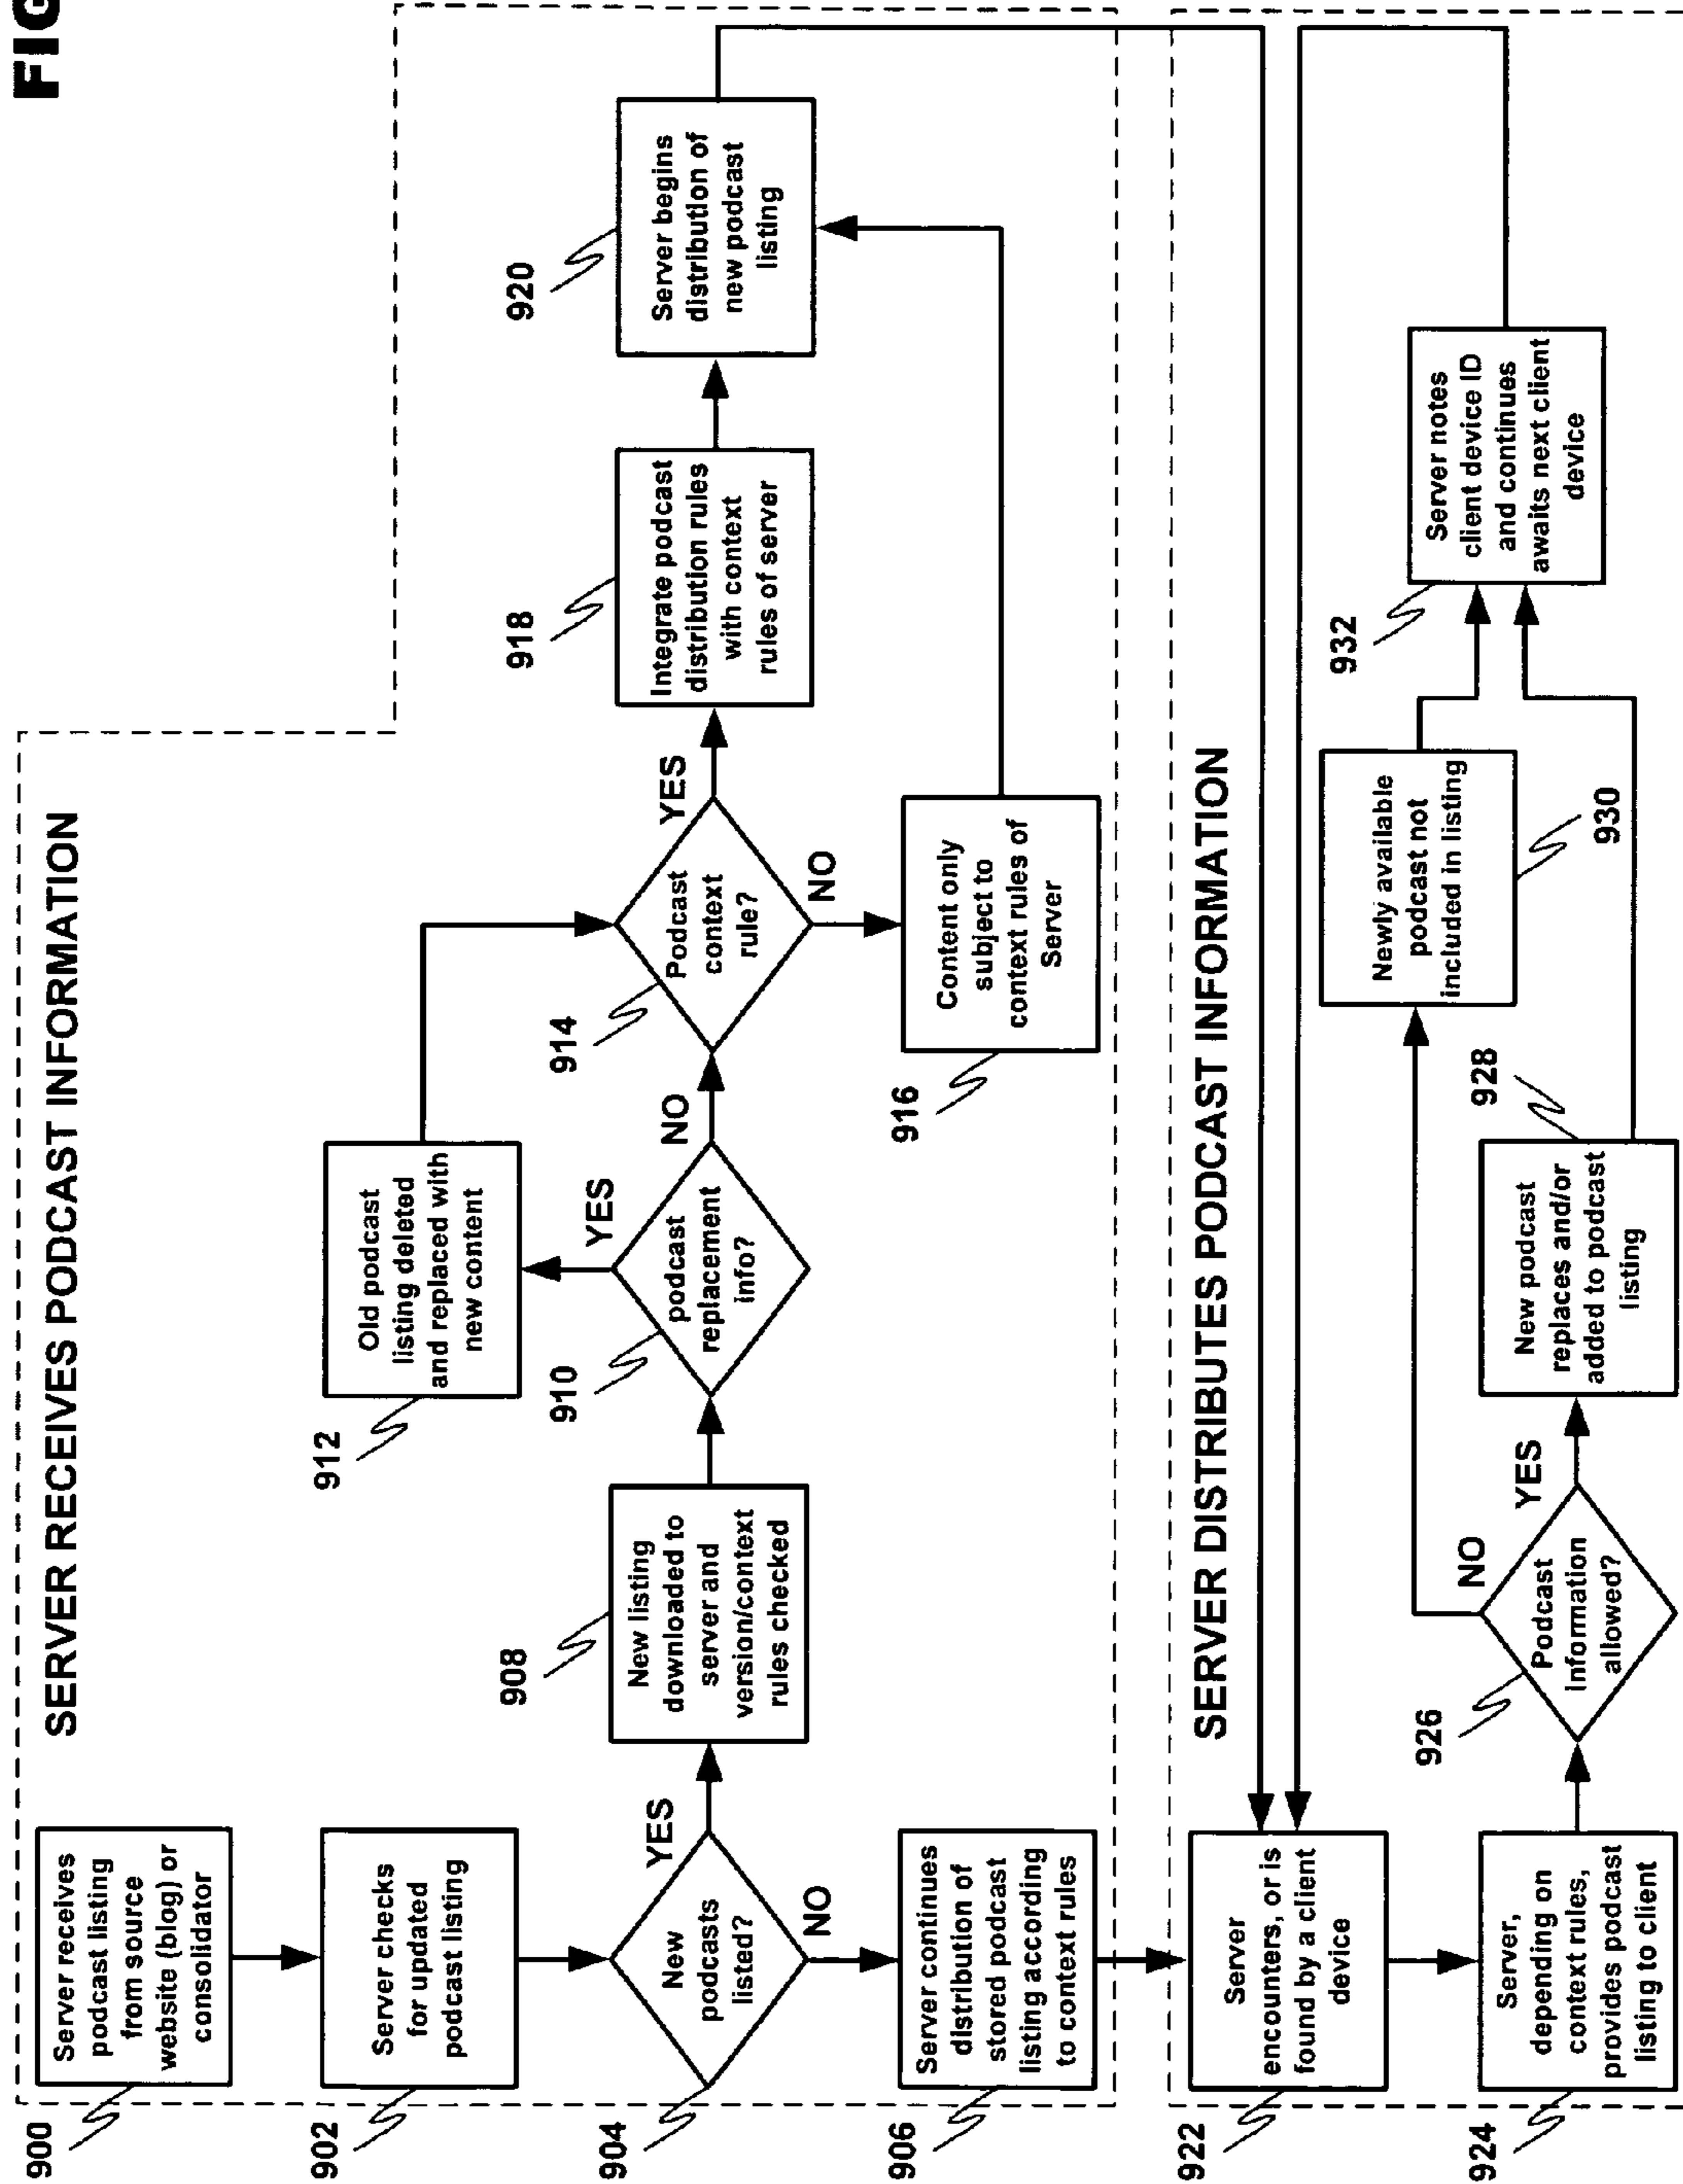 FIG
SERVER RECEIVES PODCAST INFORMATION
900
Server receives
podcast listing
from source
website (blog) or
consolidator
902
Server checks
for updated
podcast listing
904
New
podcasts
listed?
YES
NO
906
Server continues
distribution of
stored podcast
listing according
to context rules
908
New listing
downloaded to
server and
version/context
rules checked
910
podcast
replacement
info?
YES
NO
912
Old podcast
listing deleted
and replaced with
new content
914
Podcast
context
rule?
YES
NO
916
Content only
subject to
context rules of
Server
918
Integrate podcast
distribution rules
with context
rules of server
920
Server begins
distribution of
new podcast
listing
SERVER DISTRIBUTES PODCAST INFORMATION
922
Server
encounters, or is
found by a client
device
924
Server,
depending on
context rules,
provides podcast
listing to client
926
Podcast
Information
allowed?
NO
YES
928
New podcast
replaces and/or
added to podcast
listing
Newly available
podcast not
included in listing
930
932
Server notes
client device ID
and continues
awaits next client
device